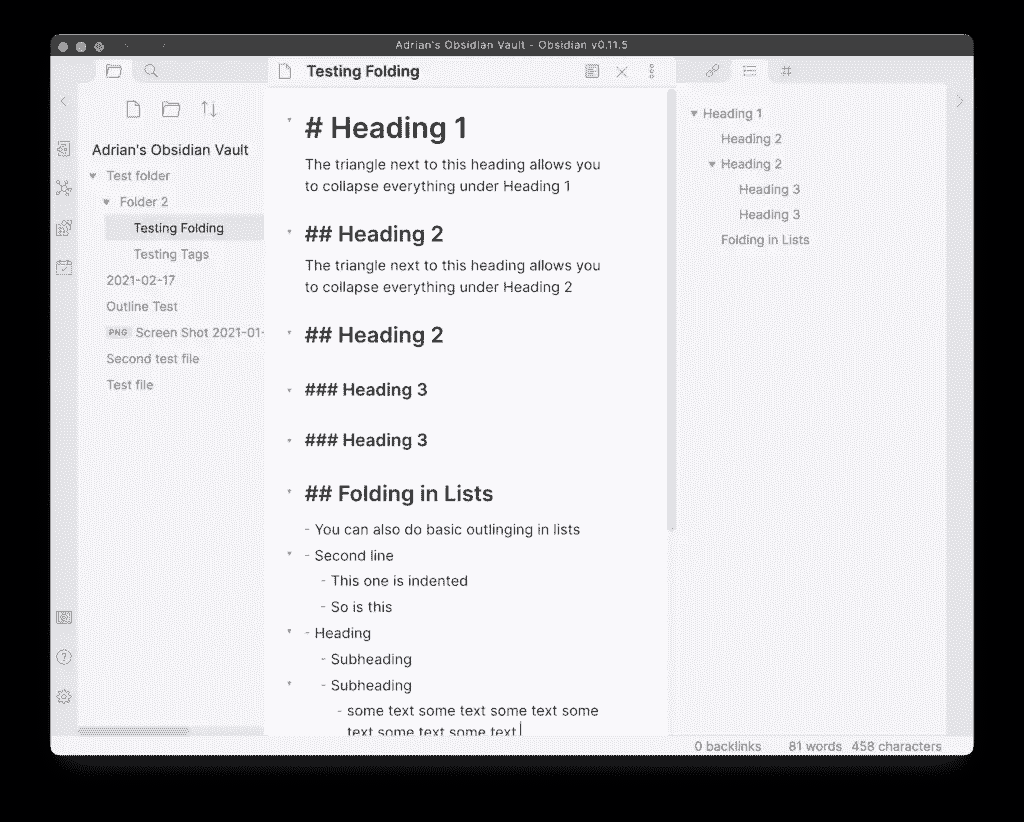 Adrian's Obsidian Vault - Obsidian v0.11.5
Testing Folding
Adrian's Obsidian Vault
Test folder
Folder 2
Testing Folding
Testing Tags
2021-02-17
Outline Test
PNG Screen Shot 2021-01-
Second test file
Test file
# Heading 1
The triangle next to this heading allows you
to collapse everything under Heading 1
## Heading 2
The triangle next to this heading allows you
to collapse everything under Heading 2
## Heading 2
### Heading 3
### Heading 3
## Folding in Lists
- You can also do basic outlinging in lists
- Second line
- This one is indented
- So is this
- Heading
- Subheading
- Subheading
- some text some text some text some
text some text some text
Heading 1
Heading 2
Heading 2
Heading 3
Heading 3
Folding in Lists
0 backlinks 81 words 458 characters